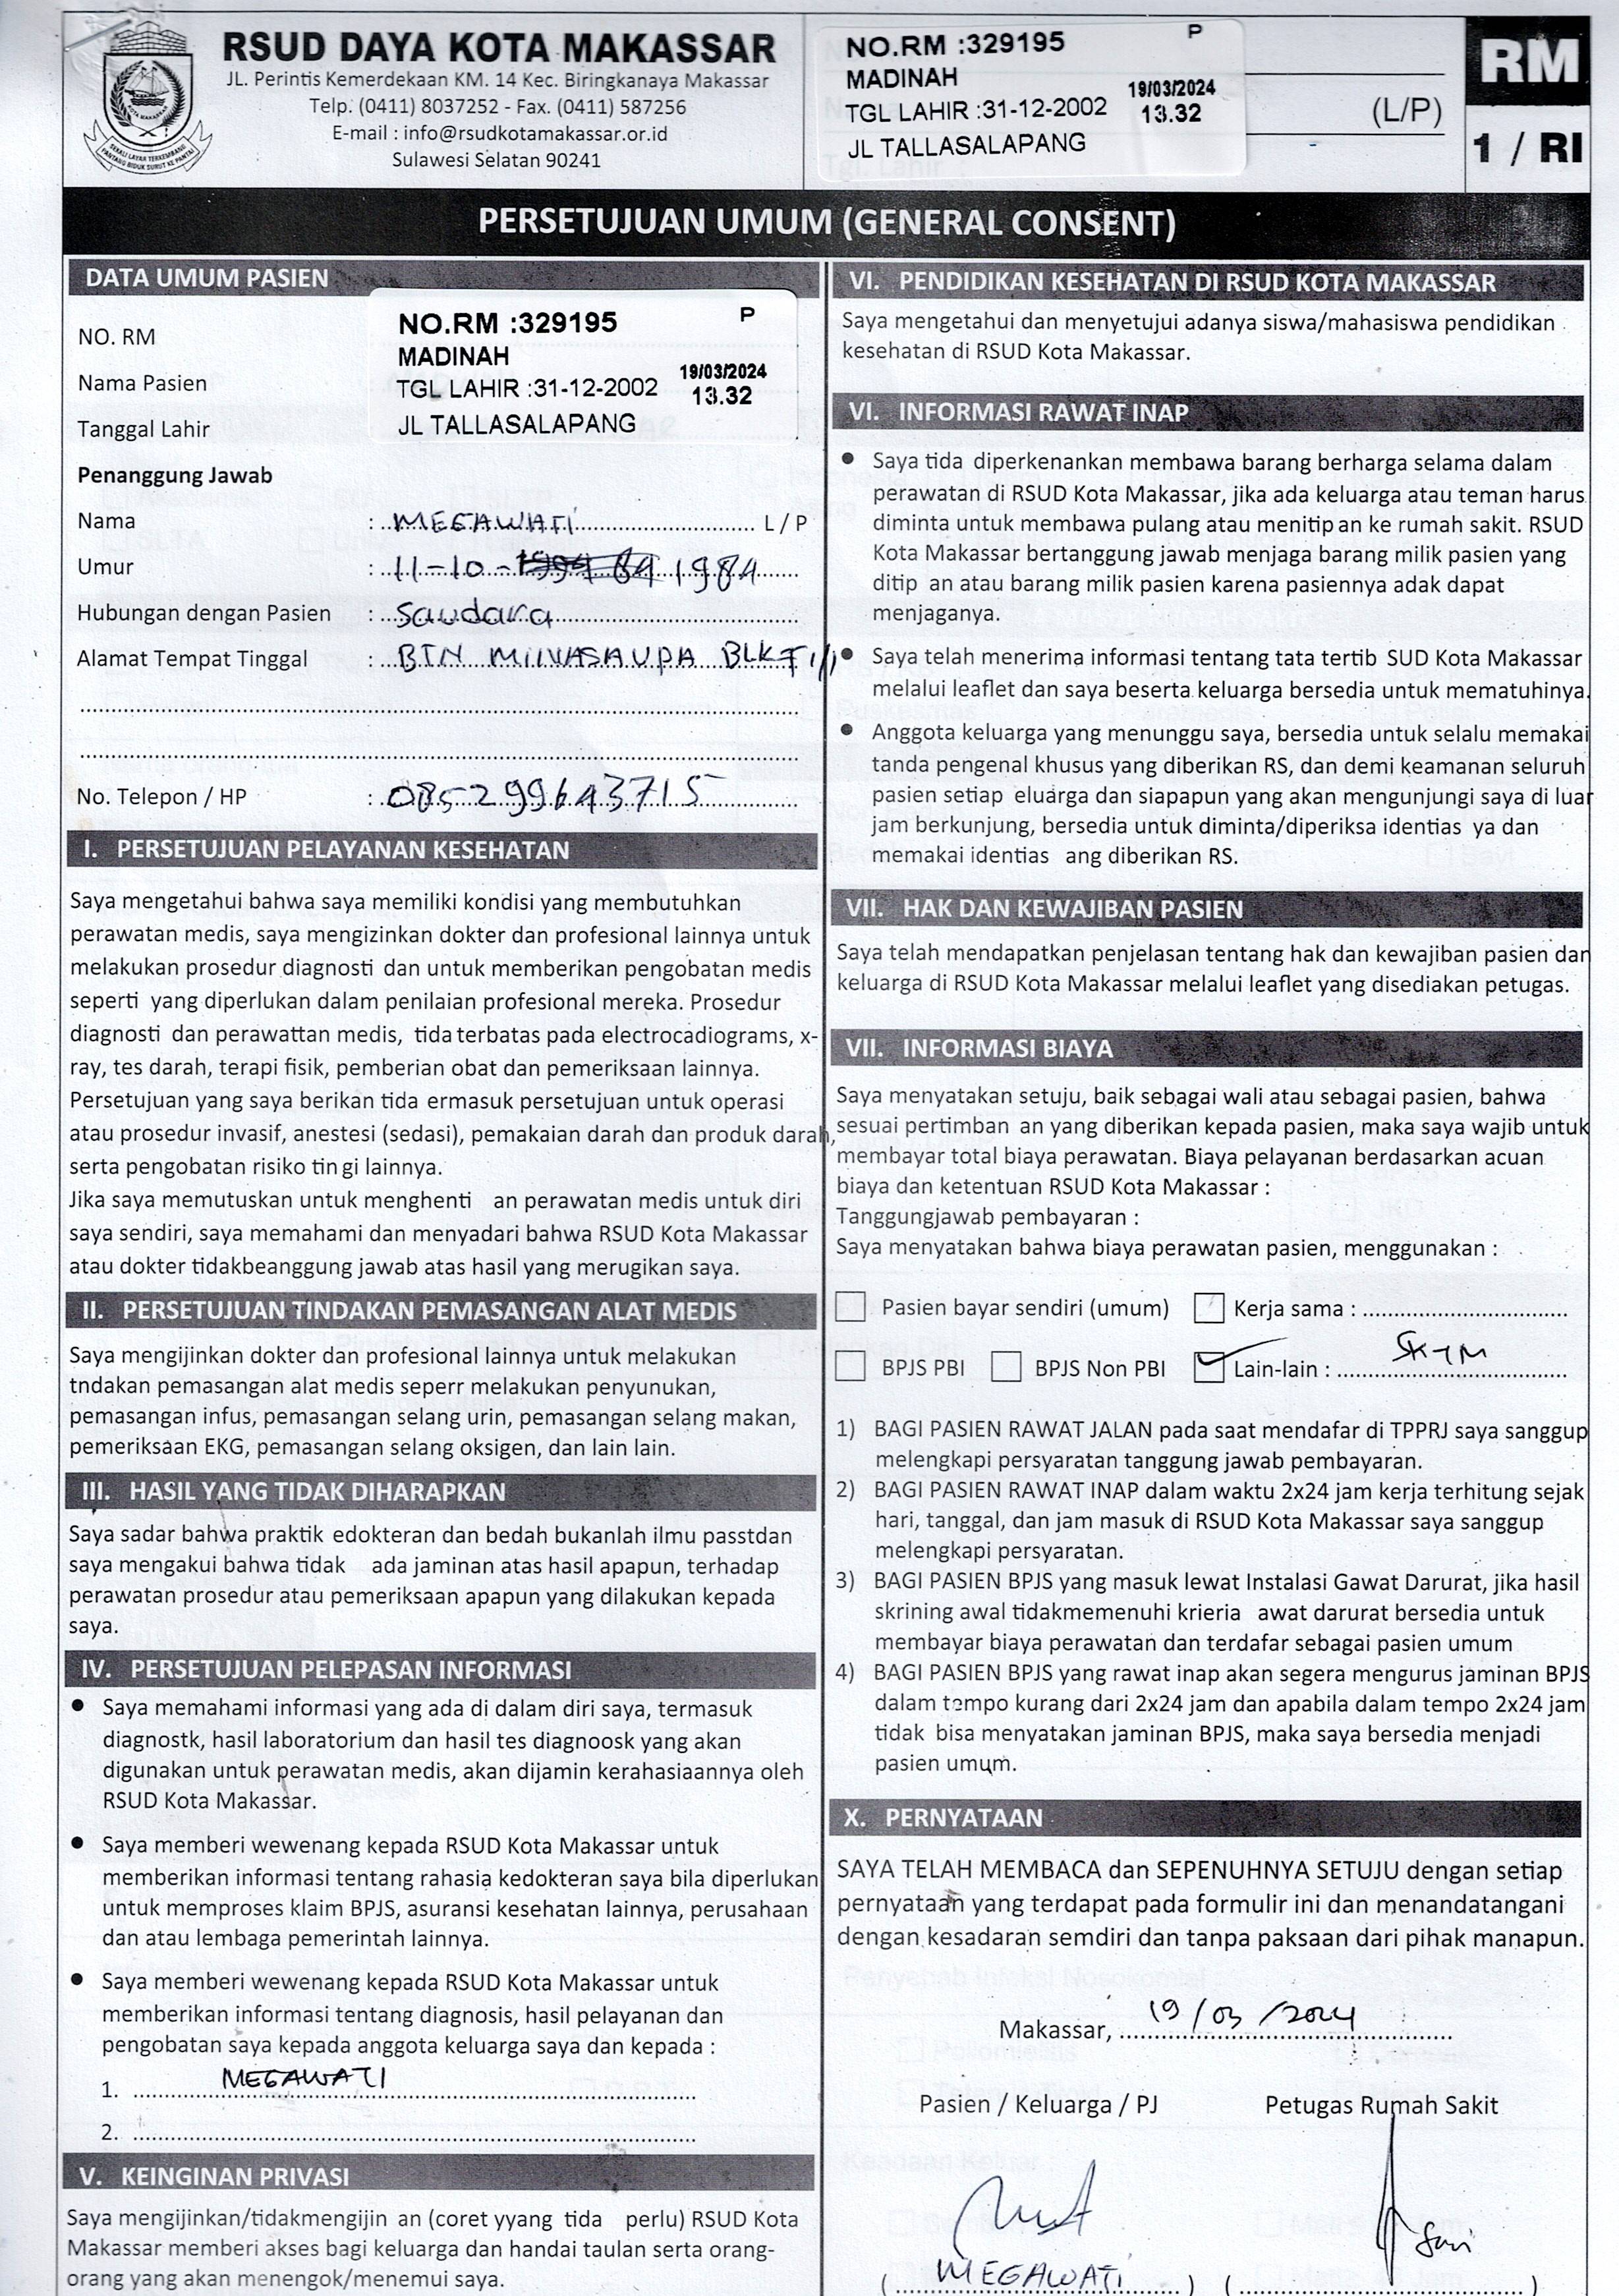 RSUD DAYA KOTA MAKASSAR
JL. Perintis Kemerdekaan KM. 14 Kec. Biringkanaya Makassar
Telp. (0411) 8037252 - Fax. (0411) 587256
E-mail : info@rsudkotamakassar.or.id
Sulawesi Selatan 90241
KOTA MAKASSAR
SEKALI LAYAR TERKEMBANG
PANTANG BIDUK SURUT KE PANTAI
NO.RM :329195 P
MADINAH 19/03/2024
TGL LAHIR :31-12-2002 13.32
JL TALLASALAPANG
(L/P)
RM
1 / RI
PERSETUJUAN UMUM (GENERAL CONSENT)
DATA UMUM PASIEN
NO. RM
Nama Pasien
Tanggal Lahir
NO.RM :329195 P
MADINAH 19/03/2024
TGL LAHIR :31-12-2002 13.32
JL TALLASALAPANG
Penanggung Jawab
Nama : MEGAWATI L / P
Umur : 11-10- 1984
Hubungan dengan Pasien : Saudara
Alamat Tempat Tinggal : BTN
No. Telepon / HP : 085299643715
I. PERSETUJUAN PELAYANAN KESEHATAN
Saya mengetahui bahwa saya memiliki kondisi yang membutuhkan
perawatan medis, saya mengizinkan dokter dan profesional lainnya untuk
melakukan prosedur diagnosti dan untuk memberikan pengobatan medis
seperti yang diperlukan dalam penilaian profesional mereka. Prosedur
diagnosti dan perawattan medis, tida terbatas pada electrocadiograms, x-
ray, tes darah, terapi fisik, pemberian obat dan pemeriksaan lainnya.
Persetujuan yang saya berikan tida ermasuk persetujuan untuk operasi
atau prosedur invasif, anestesi (sedasi), pemakaian darah dan produk darah,
serta pengobatan risiko tin gi lainnya.
Jika saya memutuskan untuk menghenti an perawatan medis untuk diri
saya sendiri, saya memahami dan menyadari bahwa RSUD Kota Makassar
atau dokter tidakbeanggung jawab atas hasil yang merugikan saya.
II. PERSETUJUAN TINDAKAN PEMASANGAN ALAT MEDIS
Saya mengijinkan dokter dan profesional lainnya untuk melakukan
tndakan pemasangan alat medis seperr melakukan penyunukan,
pemasangan infus, pemasangan selang urin, pemasangan selang makan,
pemeriksaan EKG, pemasangan selang oksigen, dan lain lain.
III. HASIL YANG TIDAK DIHARAPKAN
Saya sadar bahwa praktik edokteran dan bedah bukanlah ilmu passtdan
saya mengakui bahwa tidak ada jaminan atas hasil apapun, terhadap
perawatan prosedur atau pemeriksaan apapun yang dilakukan kepada
saya.
IV. PERSETUJUAN PELEPASAN INFORMASI
• Saya memahami informasi yang ada di dalam diri saya, termasuk
diagnostk, hasil laboratorium dan hasil tes diagnoosk yang akan
digunakan untuk perawatan medis, akan dijamin kerahasiaannya oleh
RSUD Kota Makassar.
• Saya memberi wewenang kepada RSUD Kota Makassar untuk
memberikan informasi tentang rahasia kedokteran saya bila diperlukan
untuk memproses klaim BPJS, asuransi kesehatan lainnya, perusahaan
dan atau lembaga pemerintah lainnya.
• Saya memberi wewenang kepada RSUD Kota Makassar untuk
memberikan informasi tentang diagnosis, hasil pelayanan dan
pengobatan saya kepada anggota keluarga saya dan kepada :
1. MEGAWATI
2.
V. KEINGINAN PRIVASI
Saya mengijinkan/tidakmengijin an (coret yyang tida perlu) RSUD Kota
Makassar memberi akses bagi keluarga dan handai taulan serta orang-
orang yang akan menengok/menemui saya.
VI. PENDIDIKAN KESEHATAN DI RSUD KOTA MAKASSAR
Saya mengetahui dan menyetujui adanya siswa/mahasiswa pendidikan
kesehatan di RSUD Kota Makassar.
VI. INFORMASI RAWAT INAP
• Saya tida diperkenankan membawa barang berharga selama dalam
perawatan di RSUD Kota Makassar, jika ada keluarga atau teman harus
diminta untuk membawa pulang atau menitip an ke rumah sakit. RSUD
Kota Makassar bertanggung jawab menjaga barang milik pasien yang
ditip an atau barang milik pasien karena pasiennya adak dapat
menjaganya.
• Saya telah menerima informasi tentang tata tertib SUD Kota Makassar
melalui leaflet dan saya beserta keluarga bersedia untuk mematuhinya.
• Anggota keluarga yang menunggu saya, bersedia untuk selalu memakai
tanda pengenal khusus yang diberikan RS, dan demi keamanan seluruh
pasien setiap eluarga dan siapapun yang akan mengunjungi saya di luar
jam berkunjung, bersedia untuk diminta/diperiksa identias ya dan
memakai identias ang diberikan RS.
VII. HAK DAN KEWAJIBAN PASIEN
Saya telah mendapatkan penjelasan tentang hak dan kewajiban pasien dan
keluarga di RSUD Kota Makassar melalui leaflet yang disediakan petugas.
VII. INFORMASI BIAYA
Saya menyatakan setuju, baik sebagai wali atau sebagai pasien, bahwa
sesuai pertimban an yang diberikan kepada pasien, maka saya wajib untuk
membayar total biaya perawatan. Biaya pelayanan berdasarkan acuan
biaya dan ketentuan RSUD Kota Makassar :
Tanggungjawab pembayaran :
Saya menyatakan bahwa biaya perawatan pasien, menggunakan :
Pasien bayar sendiri (umum) Kerja sama :
BPJS PBI BPJS Non PBI Lain-lain : SKTM
1) BAGI PASIEN RAWAT JALAN pada saat mendafar di TPPRJ saya sanggup
melengkapi persyaratan tanggung jawab pembayaran.
2) BAGI PASIEN RAWAT INAP dalam waktu 2x24 jam kerja terhitung sejak
hari, tanggal, dan jam masuk di RSUD Kota Makassar saya sanggup
melengkapi persyaratan.
3) BAGI PASIEN BPJS yang masuk lewat Instalasi Gawat Darurat, jika hasil
skrining awal tidakmemenuhi krieria awat darurat bersedia untuk
membayar biaya perawatan dan terdafar sebagai pasien umum
4) BAGI PASIEN BPJS yang rawat inap akan segera mengurus jaminan BPJS
dalam tempo kurang dari 2x24 jam dan apabila dalam tempo 2x24 jam
tidak bisa menyatakan jaminan BPJS, maka saya bersedia menjadi
pasien umum.
X. PERNYATAAN
SAYA TELAH MEMBACA dan SEPENUHNYA SETUJU dengan setiap
pernyataan yang terdapat pada formulir ini dan menandatangani
dengan kesadaran semdiri dan tanpa paksaan dari pihak manapun.
Makassar, 19/03/2024
Pasien / Keluarga / PJ Petugas Rumah Sakit
Sari
( MEGAWATI ) ( )